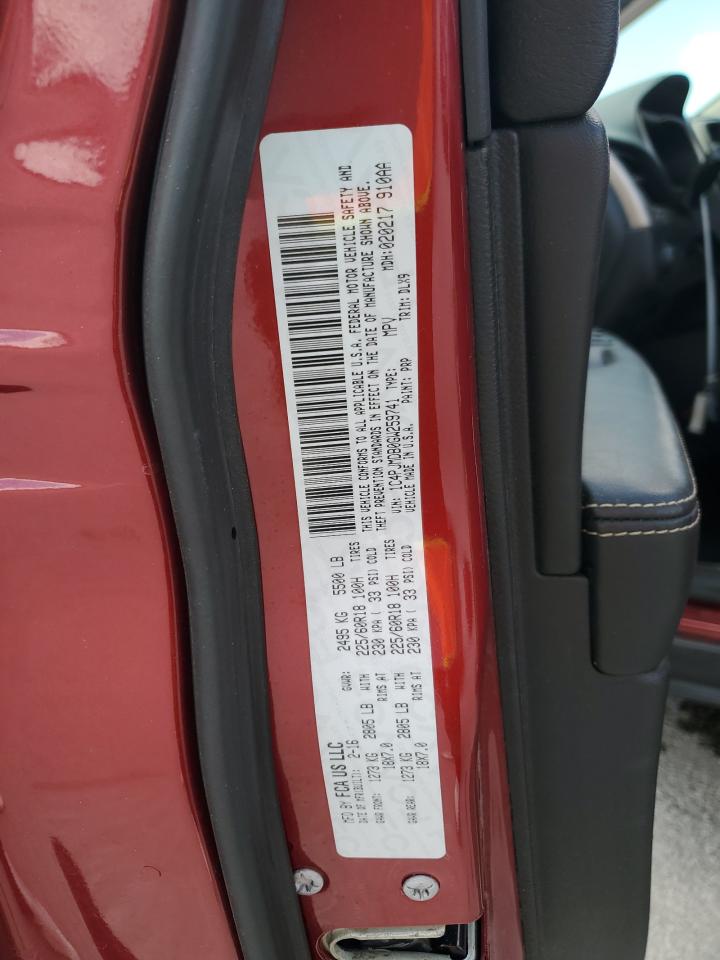 MFD BY FCA US LLC
DATE OF MFR(BUILT): 2-16 GVWR: 2495 KG 5500 LB
GAWR FRONT: 1273 KG 2805 LB WITH 225/60R18 100H TIRES
18X7.0 RIMS AT 230 KPA ( 33 PSI) COLD
GAWR REAR: 1273 KG 2805 LB WITH 225/60R18 100H TIRES
18X7.0 RIMS AT 230 KPA ( 33 PSI) COLD
THIS VEHICLE CONFORMS TO ALL APPLICABLE U.S.A. FEDERAL MOTOR VEHICLE SAFETY AND
THEFT PREVENTION STANDARDS IN EFFECT ON THE DATE OF MANUFACTURE SHOWN ABOVE.
VIN: 1C4PJMDB0GW259741 TYPE: MPV MDH:020217 910AA
VEHICLE MADE IN U.S.A. PAINT: PRP TRIM: DLX9